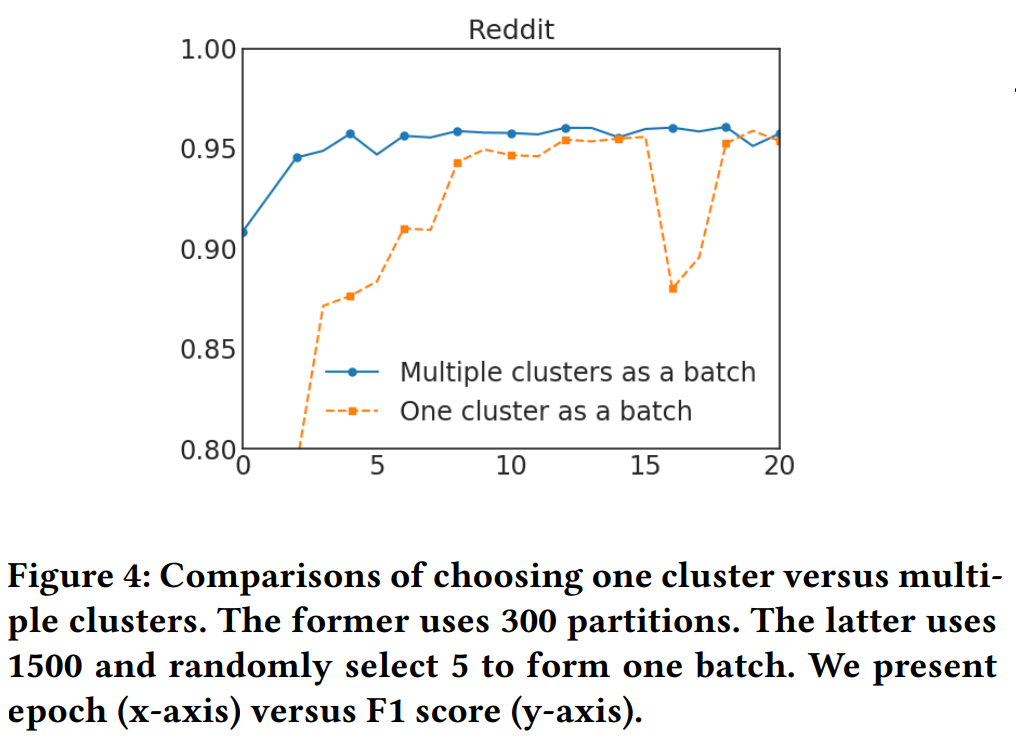 Reddit
1.00
0.95
0.90
0.85
0.80
Multiple clusters as a batch
One cluster as a batch
0 5 10 15 20
Figure 4: Comparisons of choosing one cluster versus multi-
ple clusters. The former uses 300 partitions. The latter uses
1500 and randomly select 5 to form one batch. We present
epoch (x-axis) versus F1 score (y-axis).